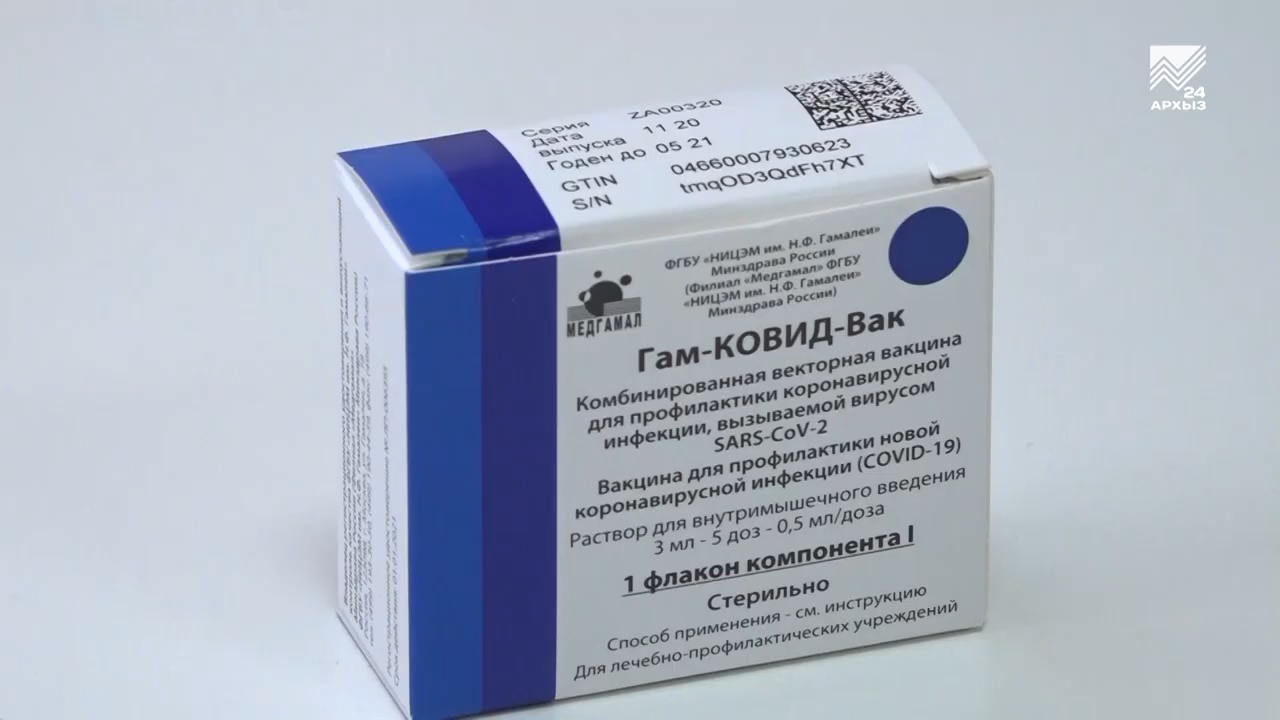 24
АРХЫЗ
Серия ZA00320
Дата
выпуска 11 20
Годен до 05 21
GTIN 04660007930623
S/N tmqOD3QdFh7XT
МЕДГАМАЛ
ФГБУ «НИЦЭМ им. Н.Ф. Гамалеи»
Минздрава России
(Филиал «Медгамал» ФГБУ
«НИЦЭМ им. Н.Ф. Гамалеи»
Минздрава России)
Гам-КОВИД-Вак
Комбинированная векторная вакцина
для профилактики коронавирусной
инфекции, вызываемой вирусом
SARS-CoV-2
Вакцина для профилактики новой
коронавирусной инфекции (COVID-19)
Раствор для внутримышечного введения
3 мл - 5 доз - 0,5 мл/доза
1 флакон компонента I
Стерильно
Способ применения - см. инструкцию
Для лечебно-профилактических учреждений